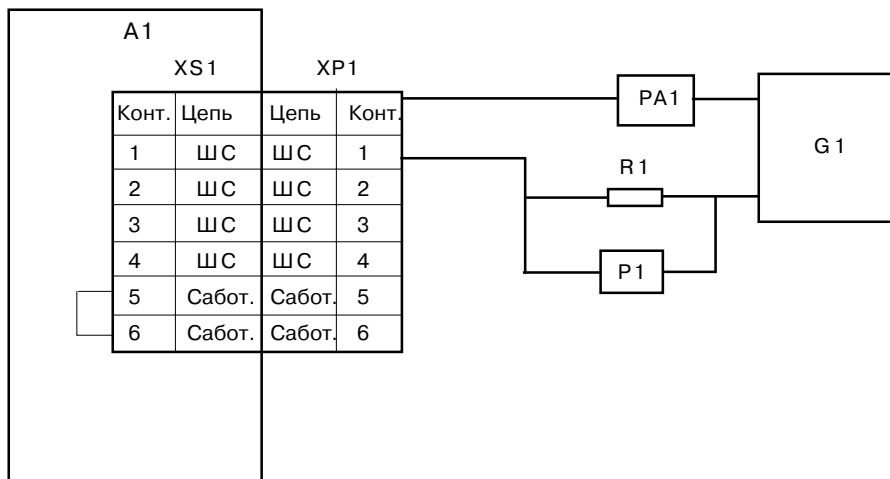 A1
XS1 XP1
PA1
Конт. Цепь Цепь Конт.
G1
1 ШС ШС 1
R1
2 ШС ШС 2
3 ШС ШС 3
4 ШС ШС 4
P1
5 Сабот. Сабот. 5
6 Сабот. Сабот. 6